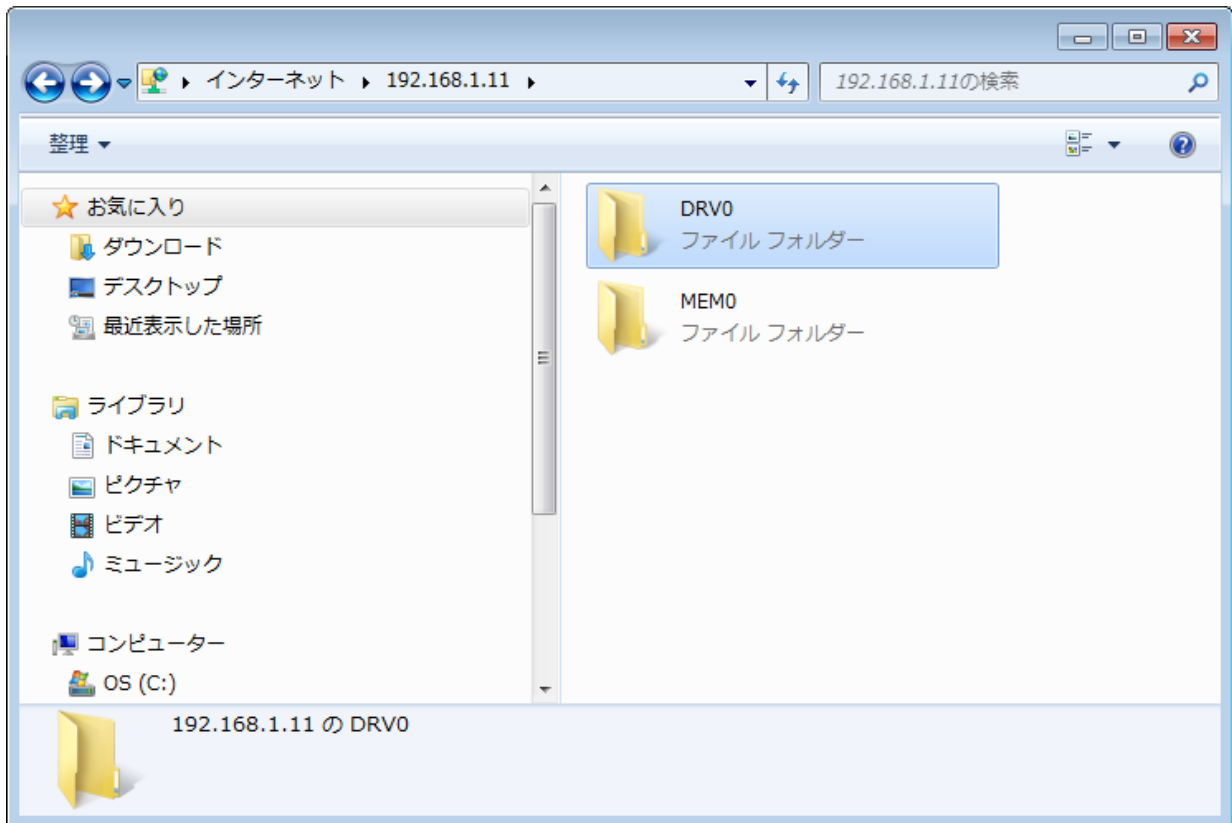 インターネット 192.168.1.11
192.168.1.11の検索
整理
お気に入り
ダウンロード
デスクトップ
最近表示した場所
ライブラリ
ドキュメント
ピクチャ
ビデオ
ミュージック
コンピューター
OS (C:)
DRV0
ファイル フォルダー
MEM0
ファイル フォルダー
192.168.1.11 の DRV0